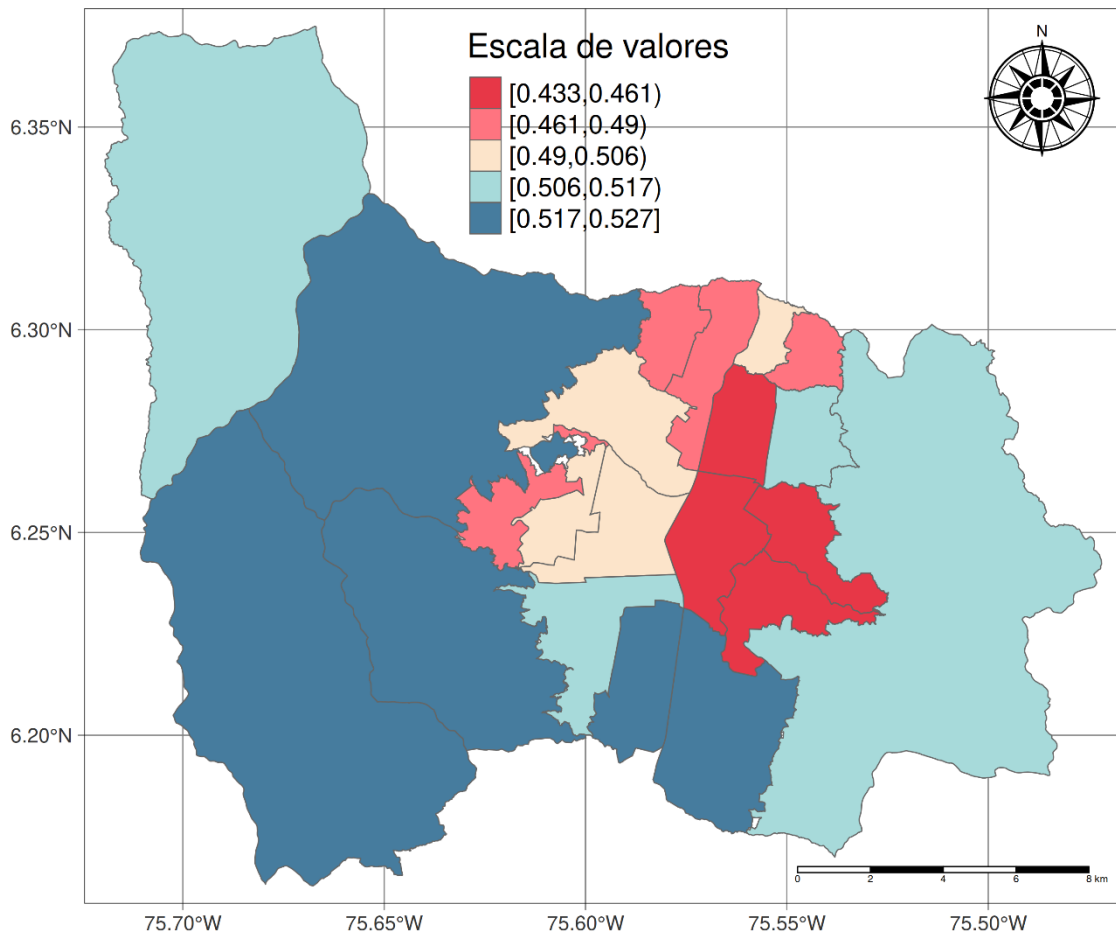 Escala de valores
N
[0.433,0.461)
[0.461,0.49)
[0.49,0.506)
[0.506,0.517)
[0.517,0.527]
6.35°N
6.30°N
6.25°N
6.20°N
0 2 4 6 8 km
75.70°W 75.65°W 75.60°W 75.55°W 75.50°W